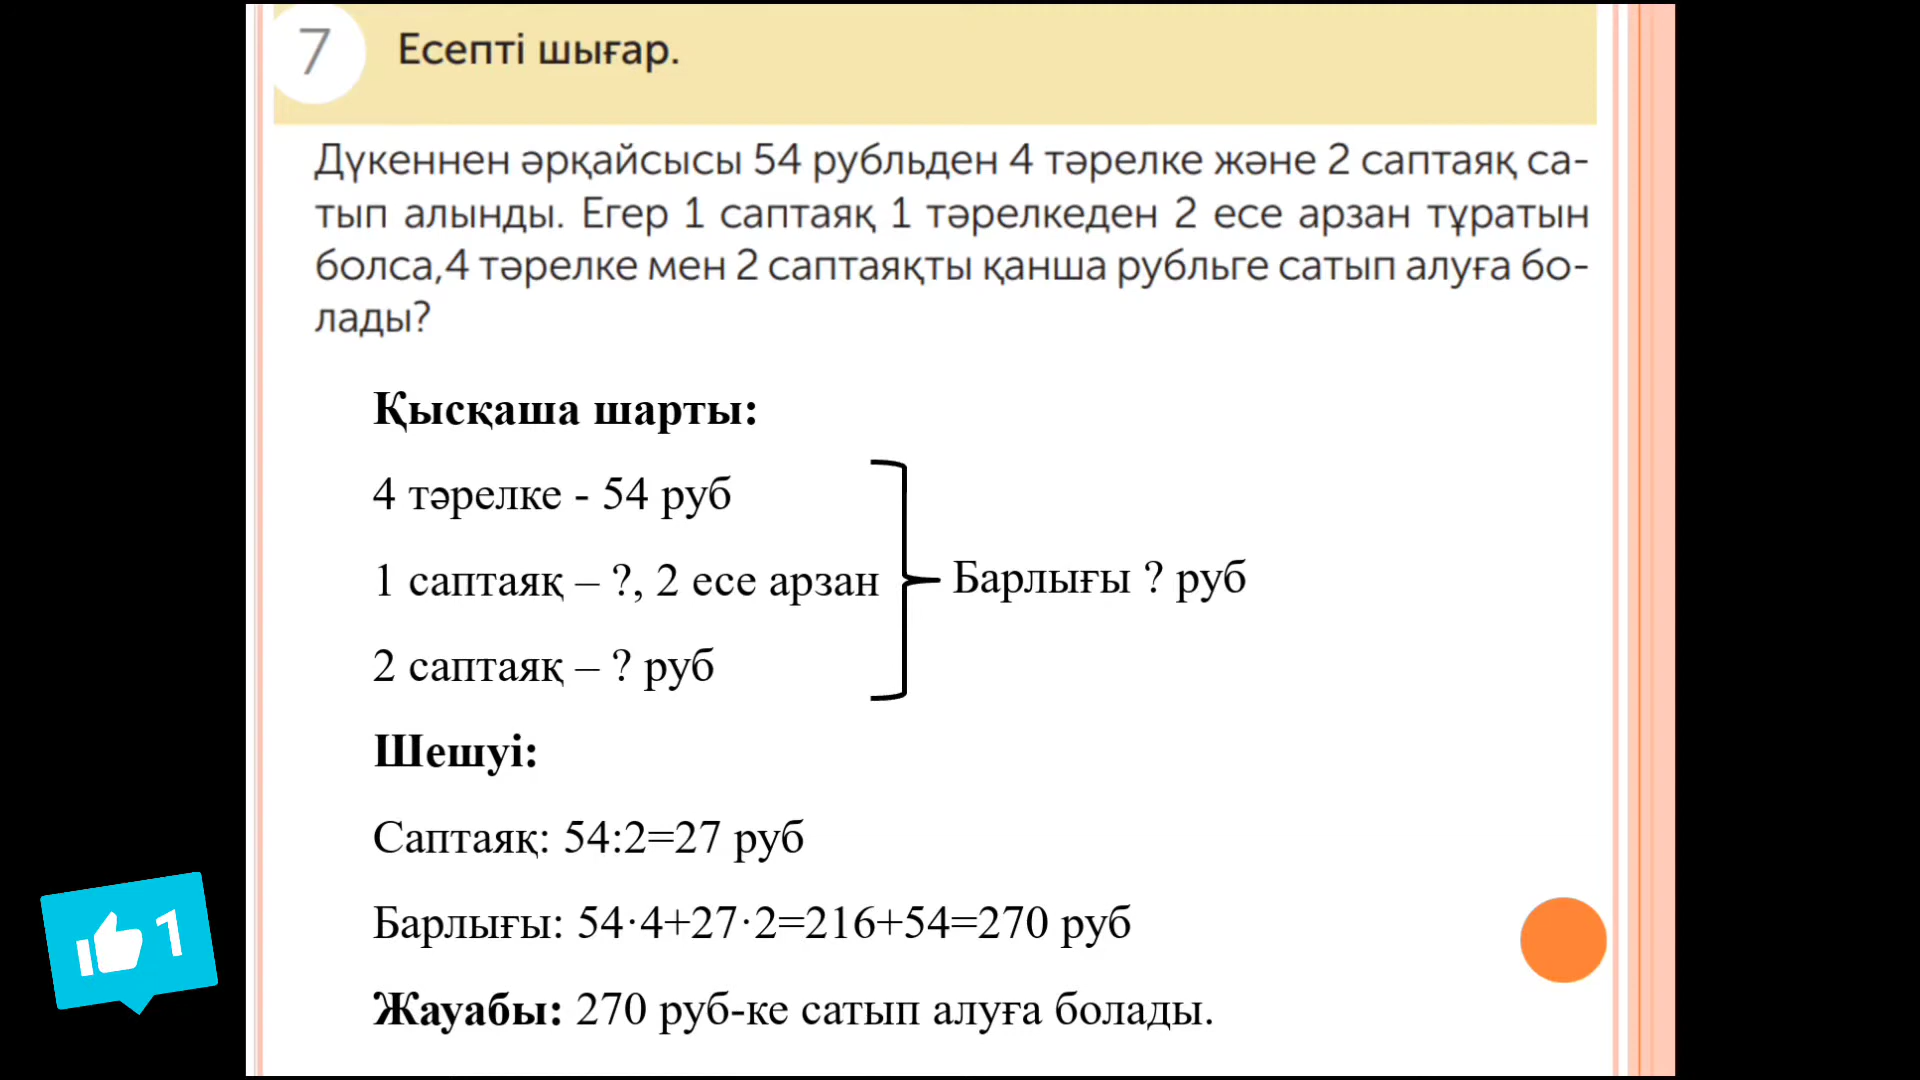 7
Есепті шығар.
Дүкеннен әрқайсысы 54 рубльден 4 тәрелке және 2 саптаяқ са-
тып алынды. Егер 1 саптаяқ 1 тәрелкеден 2 есе арзан тұратын
болса,4 тәрелке мен 2 саптаяқты қанша рубльге сатып алуға бо-
лады?
Қысқаша шарты:
4 тәрелке - 54 руб
1 саптаяқ – ?, 2 есе арзан
Барлығы ? руб
2 саптаяқ – ? руб
Шешуі:
Саптаяқ: 54:2=27 руб
Барлығы: 54·4+27·2=216+54=270 руб
Жауабы: 270 руб-ке сатып алуға болады.
1